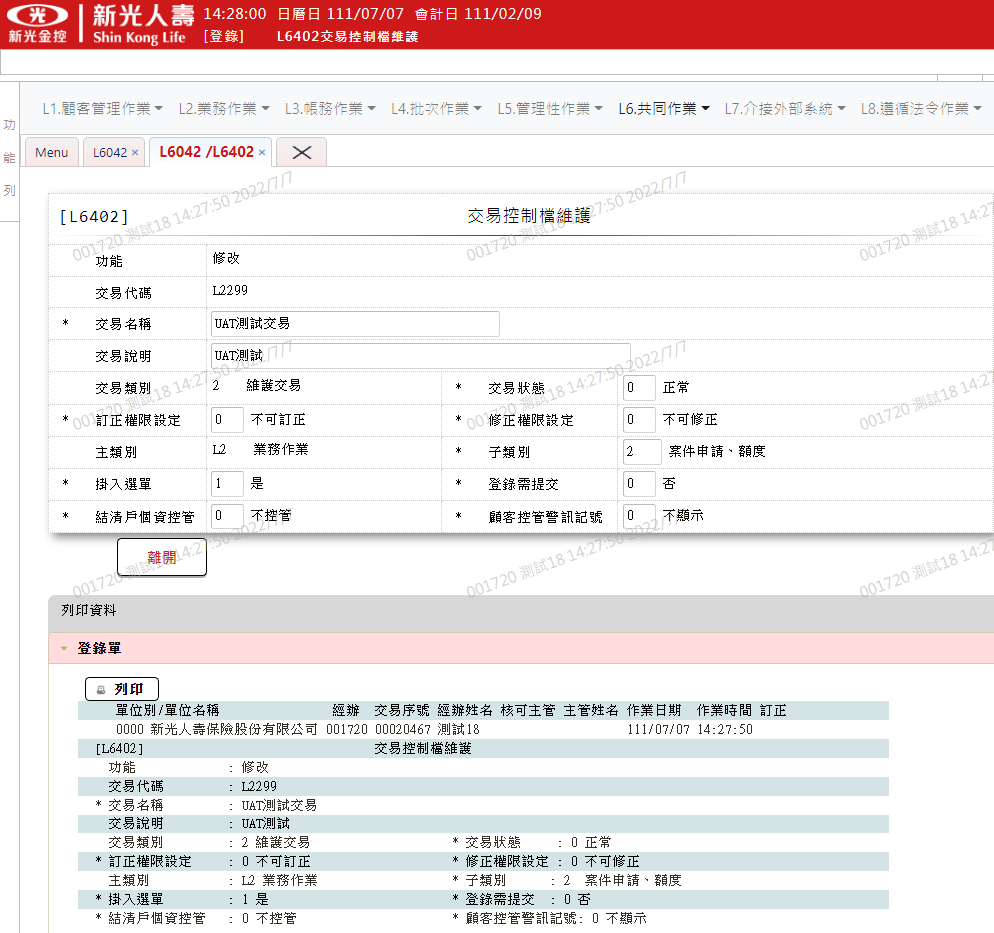 新光金控 新光人壽 Shin Kong Life 14:28:00 日曆日 111/07/07 會計日 111/02/09
[登錄] L6402交易控制檔維護
功能列
L1.顧客管理作業 L2.業務作業 L3.帳務作業 L4.批次作業 L5.管理性作業 L6.共同作業 L7.介接外部系統 L8.遵循法令作業
Menu L6042 × L6042 /L6402 ×
001720 測試18 14:27:50 2022/7/7
[L6402] 交易控制檔維護
功能 修改
交易代碼 L2299
* 交易名稱 UAT測試交易
交易說明 UAT測試
交易類別 2 維護交易 * 交易狀態 0 正常
* 訂正權限設定 0 不可訂正 * 修正權限設定 0 不可修正
主類別 L2 業務作業 * 子類別 2 案件申請、額度
* 掛入選單 1 是 * 登錄需提交 0 否
* 結清戶個資控管 0 不控管 * 顧客控管警訊記號 0 不顯示
離開
列印資料
登錄單
列印
單位別/單位名稱 經辦 交易序號 經辦姓名 核可主管 主管姓名 作業日期 作業時間 訂正
0000 新光人壽保險股份有限公司 001720 00020467 測試18 111/07/07 14:27:50
[L6402] 交易控制檔維護
功能 : 修改
交易代碼 : L2299
* 交易名稱 : UAT測試交易
交易說明 : UAT測試
交易類別 : 2 維護交易 * 交易狀態 : 0 正常
* 訂正權限設定 : 0 不可訂正 * 修正權限設定 : 0 不可修正
主類別 : L2 業務作業 * 子類別 : 2 案件申請、額度
* 掛入選單 : 1 是 * 登錄需提交 : 0 否
* 結清戶個資控管 : 0 不控管 * 顧客控管警訊記號: 0 不顯示